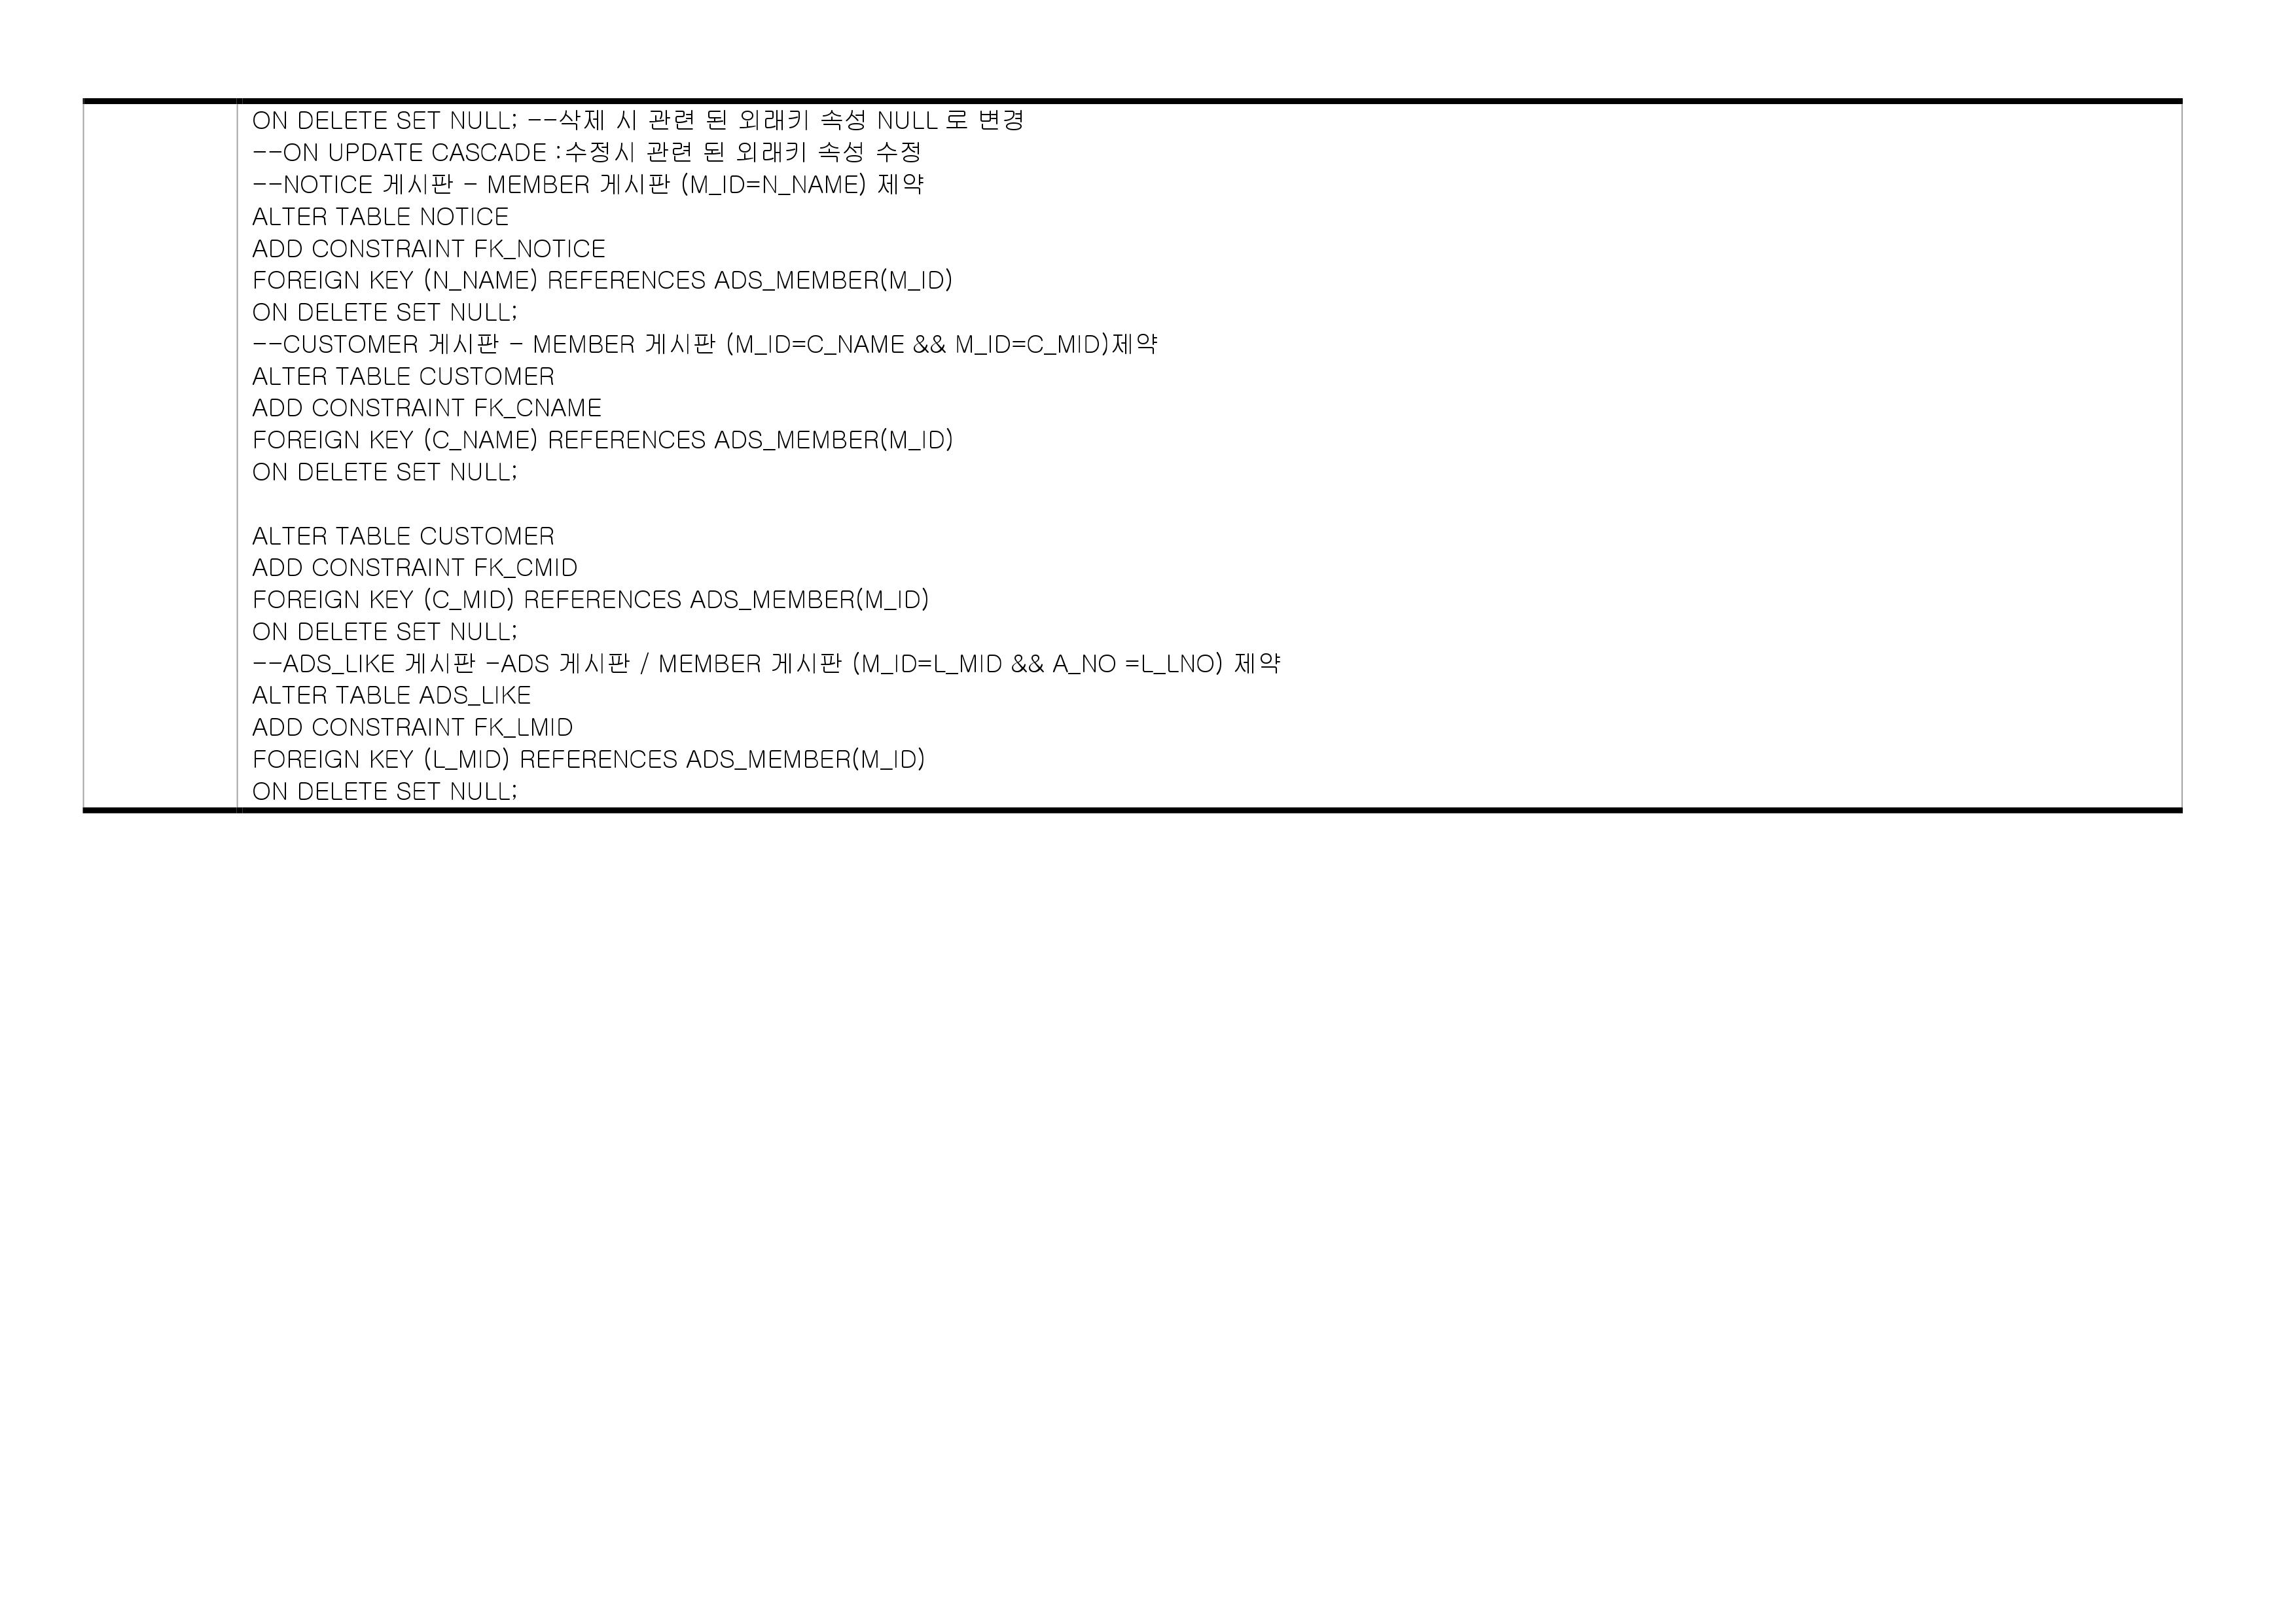 ON DELETE SET NULL; --삭제 시 관련 된 외래키 속성 NULL 로 변경
--ON UPDATE CASCADE :수정시 관련 된 외래키 속성 수정
--NOTICE 게시판 - MEMBER 게시판 (M_ID=N_NAME) 제약
ALTER TABLE NOTICE
ADD CONSTRAINT FK_NOTICE
FOREIGN KEY (N_NAME) REFERENCES ADS_MEMBER(M_ID)
ON DELETE SET NULL;
--CUSTOMER 게시판 - MEMBER 게시판 (M_ID=C_NAME && M_ID=C_MID)제약
ALTER TABLE CUSTOMER
ADD CONSTRAINT FK_CNAME
FOREIGN KEY (C_NAME) REFERENCES ADS_MEMBER(M_ID)
ON DELETE SET NULL;

ALTER TABLE CUSTOMER
ADD CONSTRAINT FK_CMID
FOREIGN KEY (C_MID) REFERENCES ADS_MEMBER(M_ID)
ON DELETE SET NULL;
--ADS_LIKE 게시판 -ADS 게시판 / MEMBER 게시판 (M_ID=L_MID && A_NO =L_LNO) 제약
ALTER TABLE ADS_LIKE
ADD CONSTRAINT FK_LMID
FOREIGN KEY (L_MID) REFERENCES ADS_MEMBER(M_ID)
ON DELETE SET NULL;